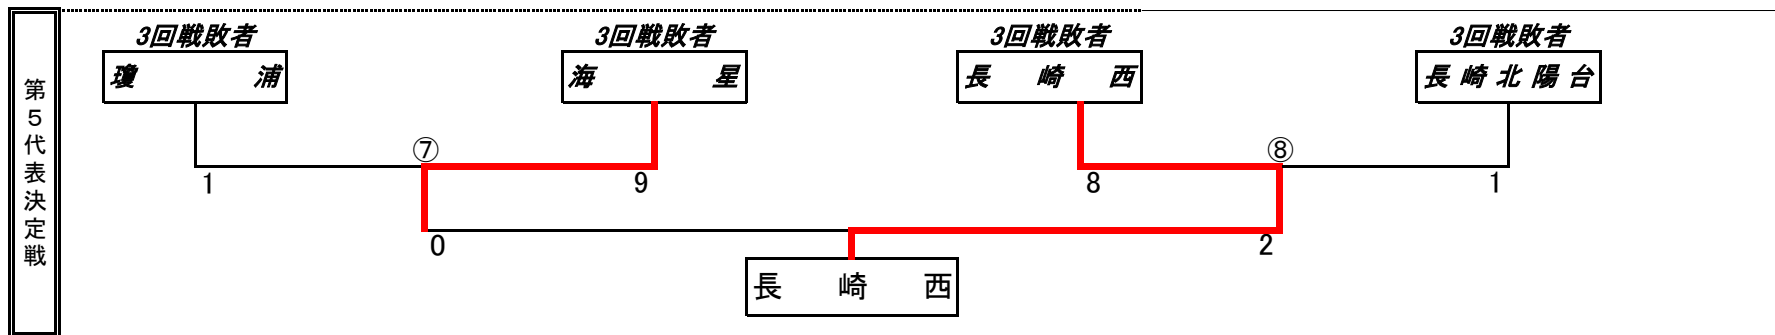 第5代表決定戦
3回戦敗者 3回戦敗者 3回戦敗者 3回戦敗者
瓊浦 海星 長崎西 長崎北陽台
⑦ ⑧
1 9 8 1
0 2
長崎西